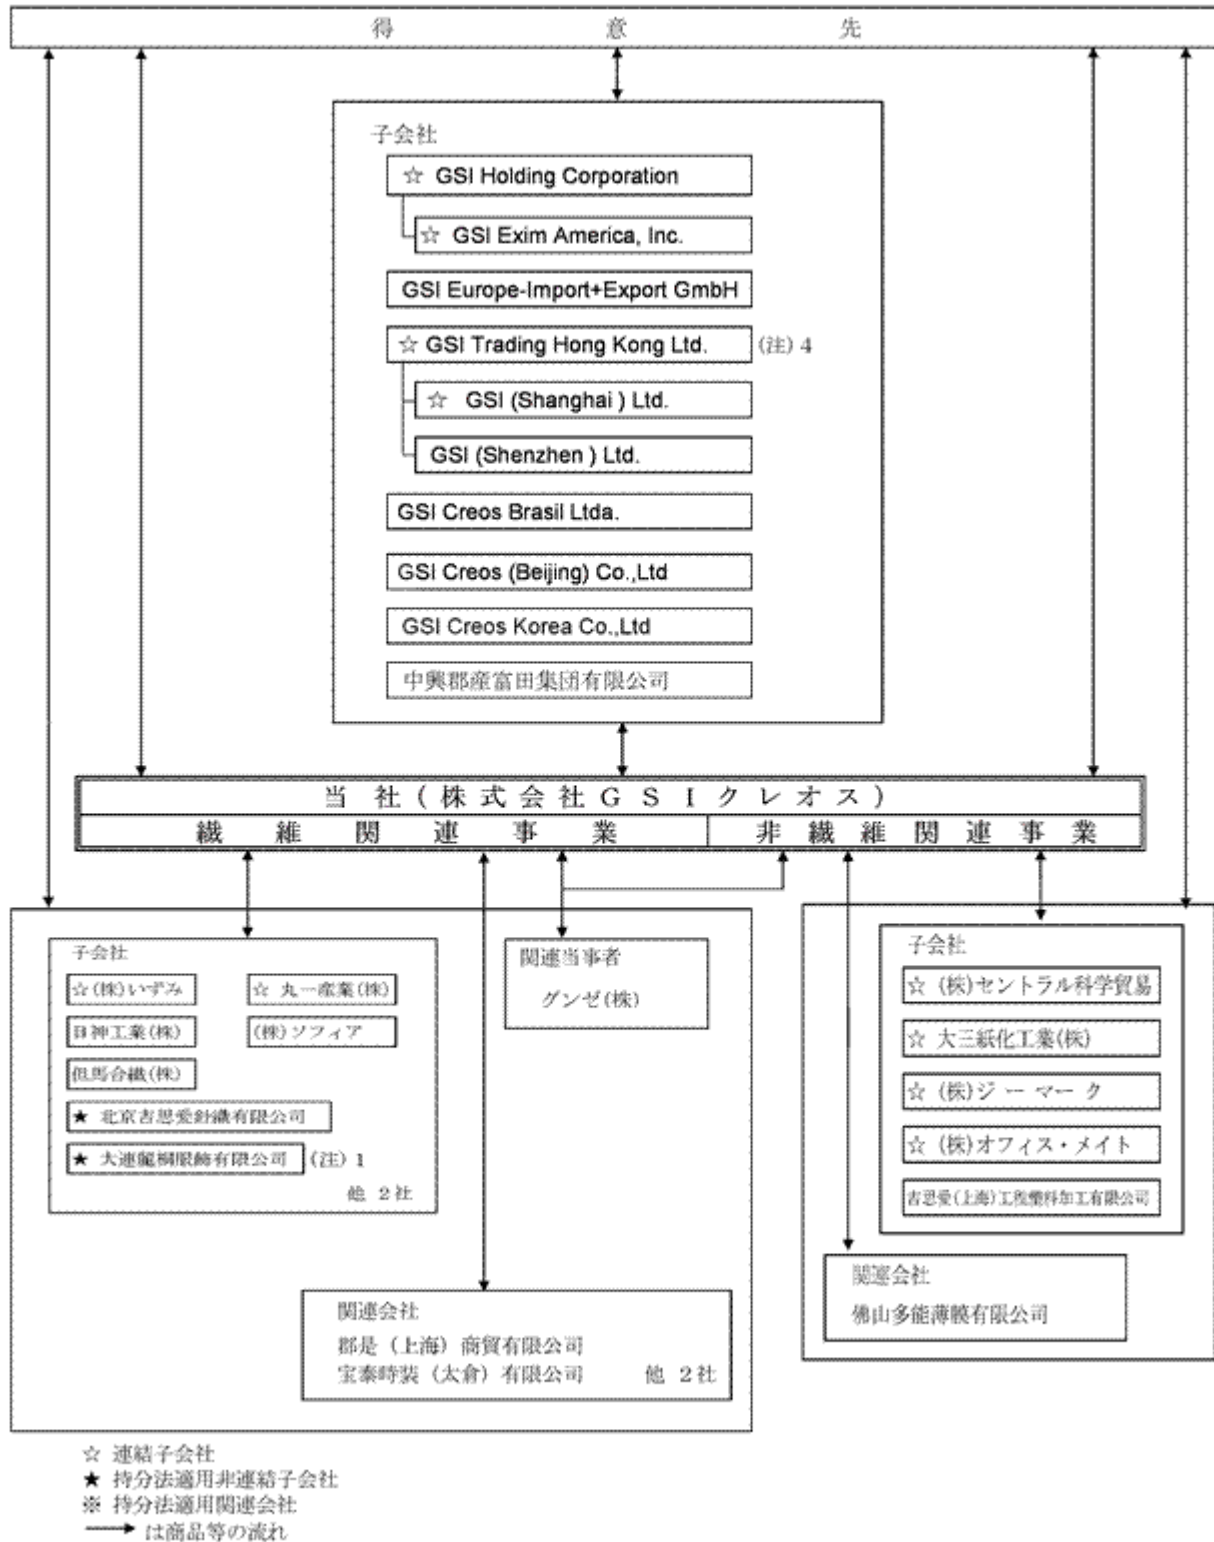 得意先
子会社
☆ GSI Holding Corporation
☆ GSI Exim America, Inc.
GSI Europe-Import+Export GmbH
☆ GSI Trading Hong Kong Ltd. (注) 4
☆ GSI (Shanghai ) Ltd.
GSI (Shenzhen ) Ltd.
GSI Creos Brasil Ltda.
GSI Creos (Beijing) Co.,Ltd
GSI Creos Korea Co.,Ltd
中興郡産富田集団有限公司
当社(株式会社GSIクレオス)
繊維関連事業 非繊維関連事業
子会社
☆(株)いずみ ☆ 丸一産業(株)
日神工業(株) (株)ソフィア
但馬合繊(株)
★ 北京吉思愛針織有限公司
★ 大連服飾有限公司 (注) 1
他 2社
関連当事者
グンゼ(株)
関連会社
郡是(上海)商貿有限公司
宝泰時装(太倉)有限公司 他 2社
子会社
☆ (株)セントラル科学貿易
☆ 大三紙化工業(株)
☆ (株)ジーマーク
☆ (株)オフィス・メイト
吉思愛(上海)工程塑料加工有限公司
関連会社
佛山多能薄膜有限公司
☆ 連結子会社
★ 持分法適用非連結子会社
※ 持分法適用関連会社
→ は商品等の流れ